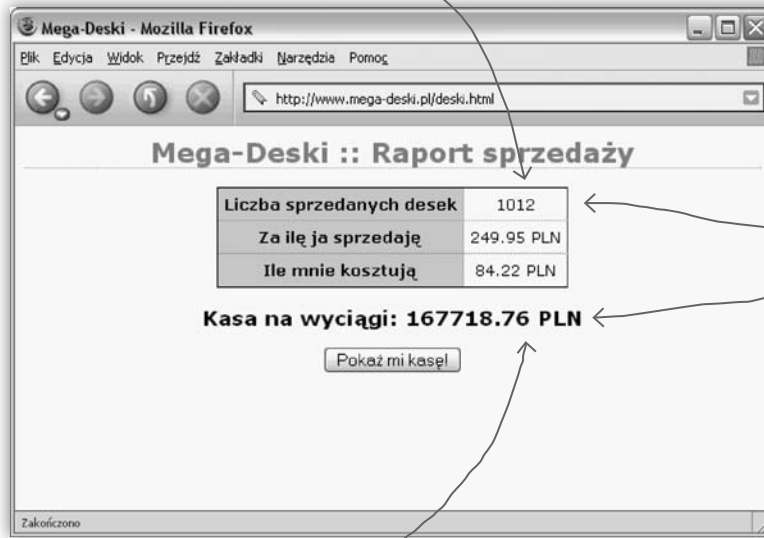 Mega-Deski - Mozilla Firefox
Plik Edycja Widok Przejdź Zakładki Narzędzia Pomoc
http://www.mega-deski.pl/deski.html
Mega-Deski :: Raport sprzedaży
Liczba sprzedanych desek 1012
Za ilę ja sprzedaję 249.95 PLN
Ile mnie kosztują 84.22 PLN
Kasa na wyciągi: 167718.76 PLN
Pokaż mi kasę!
Zakończono